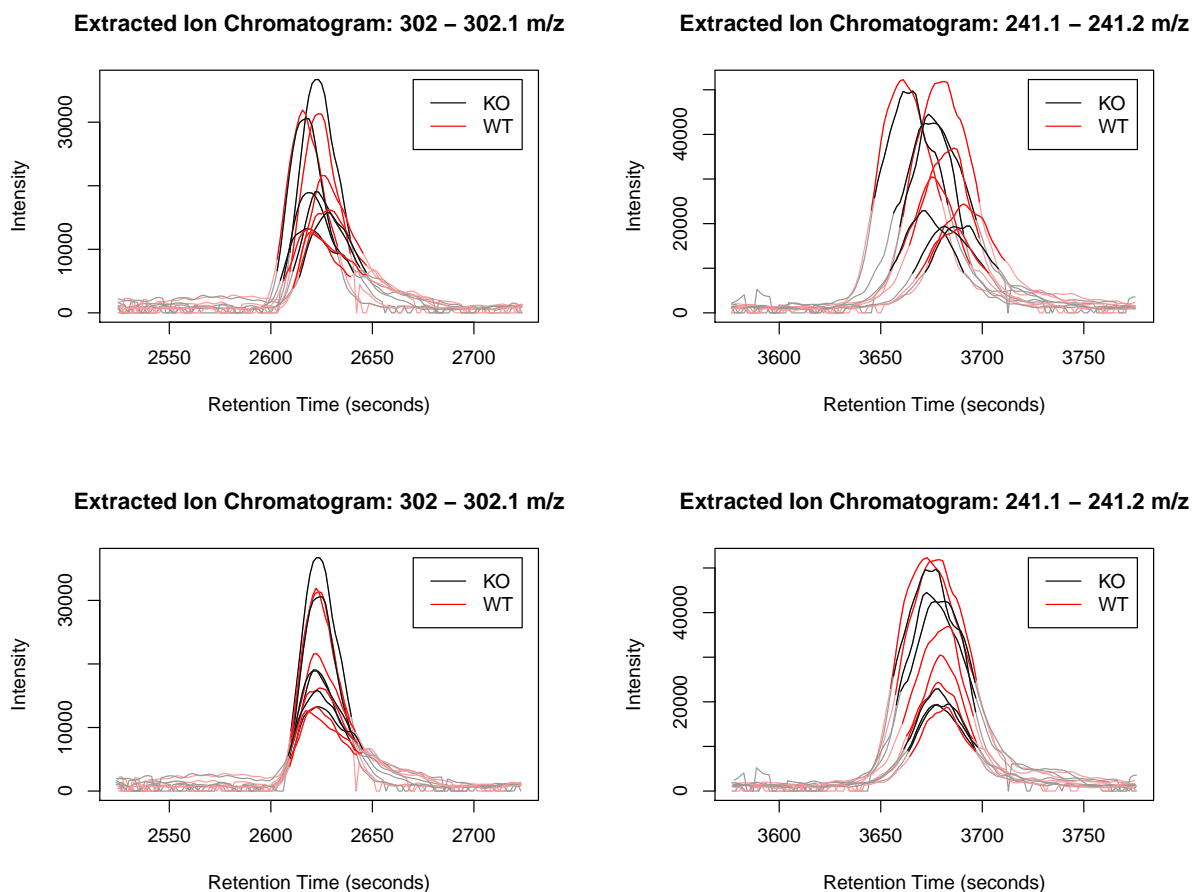 Extracted Ion Chromatogram: 302 – 302.1 m/z
KO
WT
Intensity
0
10000
30000
2550
2600
2650
2700
Retention Time (seconds)
Extracted Ion Chromatogram: 241.1 – 241.2 m/z
KO
WT
Intensity
0
20000
40000
3600
3650
3700
3750
Retention Time (seconds)
Extracted Ion Chromatogram: 302 – 302.1 m/z
KO
WT
Intensity
0
10000
30000
2550
2600
2650
2700
Retention Time (seconds)
Extracted Ion Chromatogram: 241.1 – 241.2 m/z
KO
WT
Intensity
0
20000
40000
3600
3650
3700
3750
Retention Time (seconds)